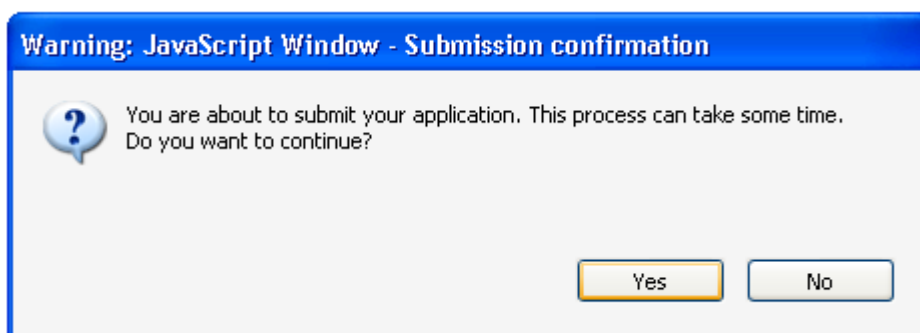 Warning: JavaScript Window - Submission confirmation
You are about to submit your application. This process can take some time.
Do you want to continue?
Yes
No